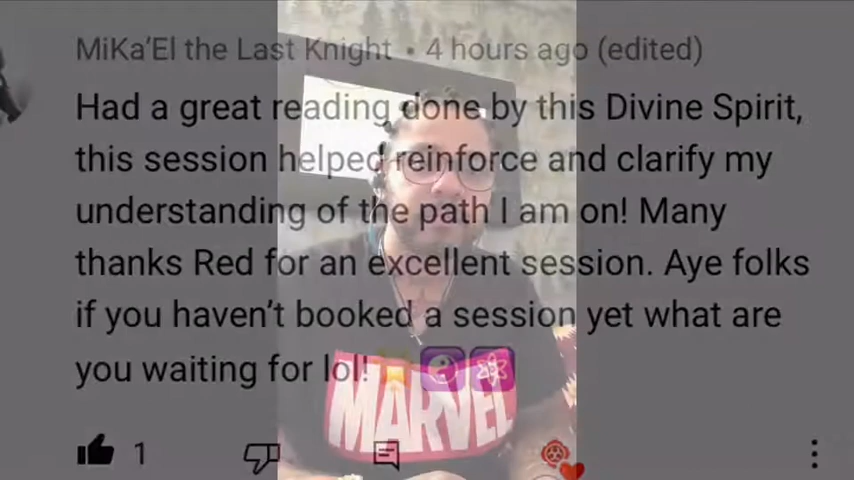 MiKa'El the Last Knight • 4 hours ago (edited)
Had a great reading done by this Divine Spirit,
this session helped reinforce and clarify my
understanding of the path I am on! Many
thanks Red for an excellent session. Aye folks
if you haven't booked a session yet what are
you waiting for lol!
MARVEL
1